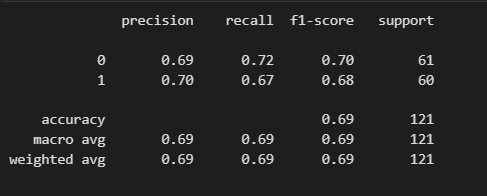 precision recall f1-score support
0 0.69 0.72 0.70 61
1 0.70 0.67 0.68 60
accuracy 0.69 121
macro avg 0.69 0.69 0.69 121
weighted avg 0.69 0.69 0.69 121